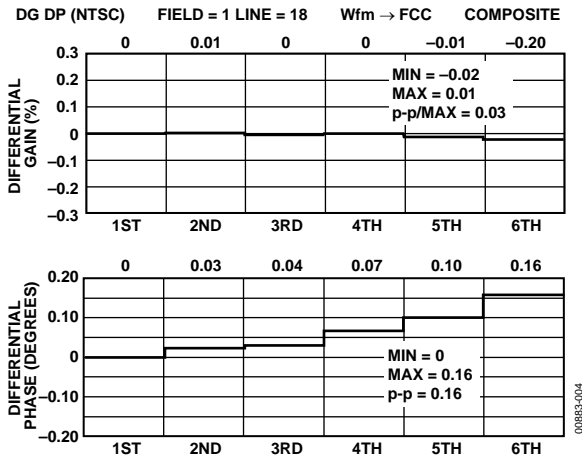 DG DP (NTSC) FIELD = 1 LINE = 18 Wfm → FCC COMPOSITE
0 0.01 0 0 –0.01 –0.20
DIFFERENTIAL
GAIN (%)
0.3
0.2
0.1
0
–0.1
–0.2
–0.3
MIN = –0.02
MAX = 0.01
p-p/MAX = 0.03
1ST 2ND 3RD 4TH 5TH 6TH
0 0.03 0.04 0.07 0.10 0.16
DIFFERENTIAL
PHASE (DEGREES)
0.20
0.10
0
–0.10
–0.20
MIN = 0
MAX = 0.16
p-p = 0.16
1ST 2ND 3RD 4TH 5TH 6TH
00883-004